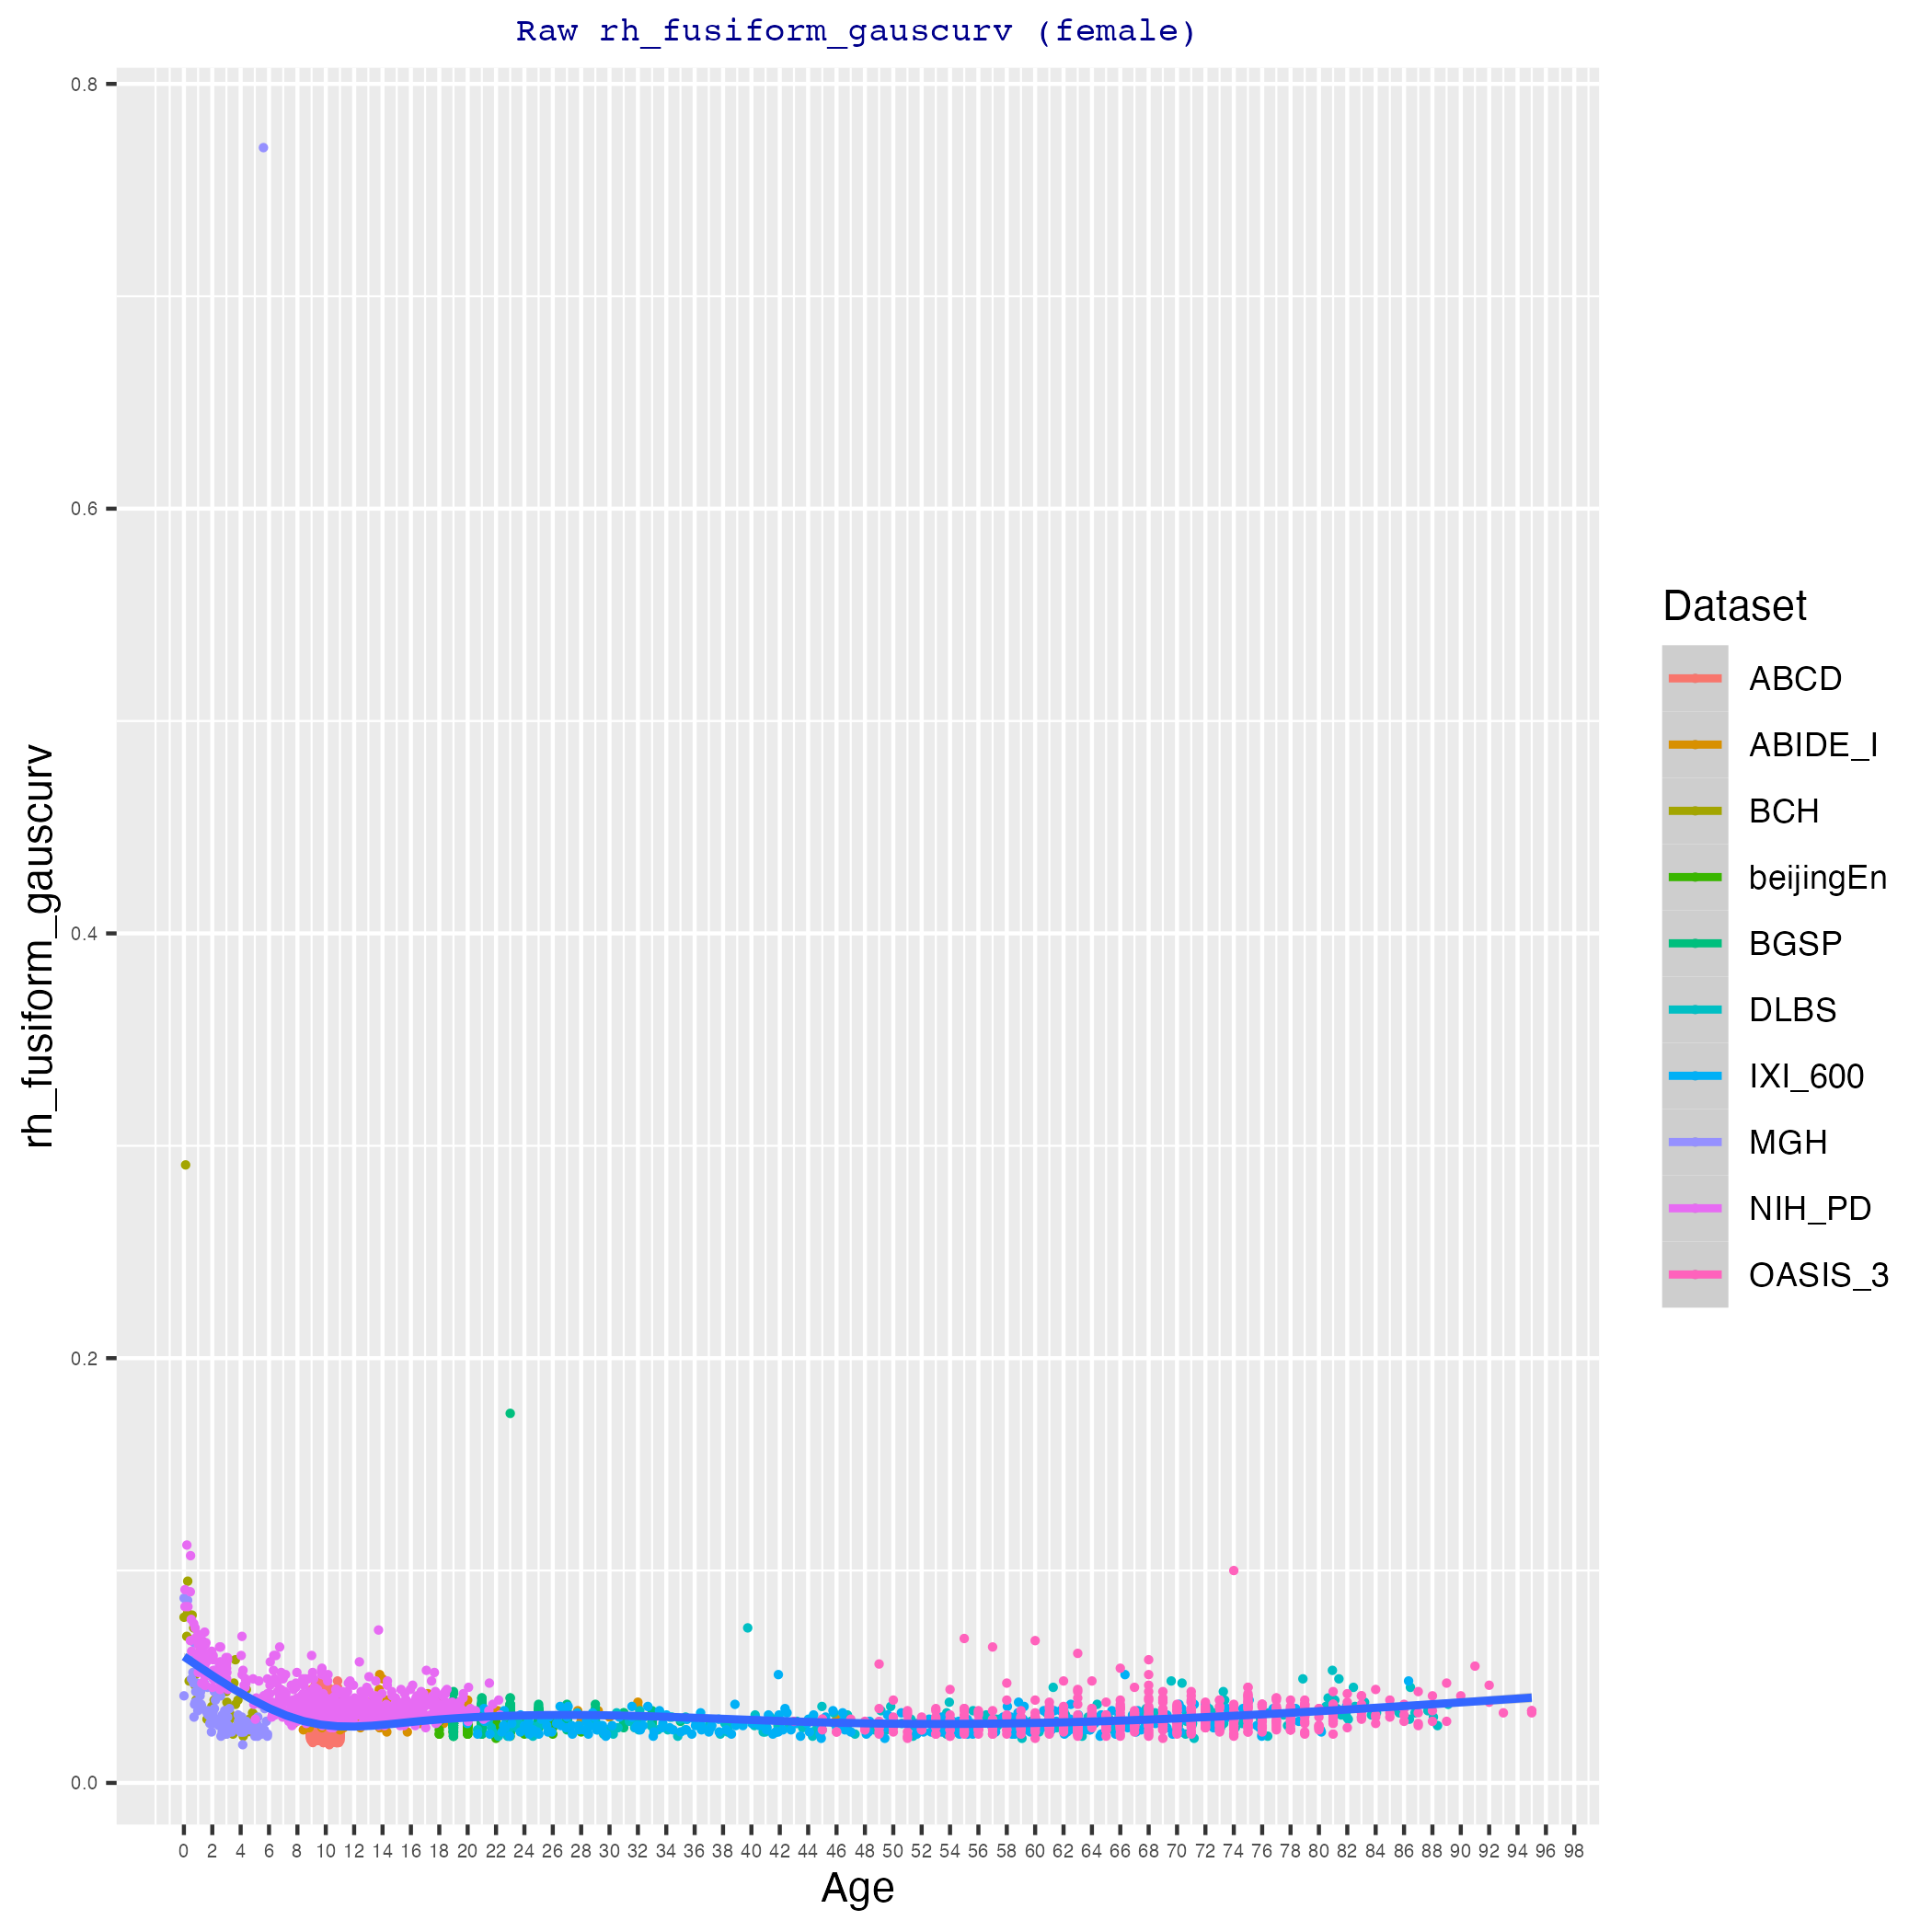 Raw rh_fusiform_gauscurv (female)
rh_fusiform_gauscurv
0.8
0.6
0.4
0.2
0.0
0 2 4 6 8 10 12 14 16 18 20 22 24 26 28 30 32 34 36 38 40 42 44 46 48 50 52 54 56 58 60 62 64 66 68 70 72 74 76 78 80 82 84 86 88 90 92 94 96 98
Age
Dataset
ABCD
ABIDE_I
BCH
beijingEn
BGSP
DLBS
IXI_600
MGH
NIH_PD
OASIS_3